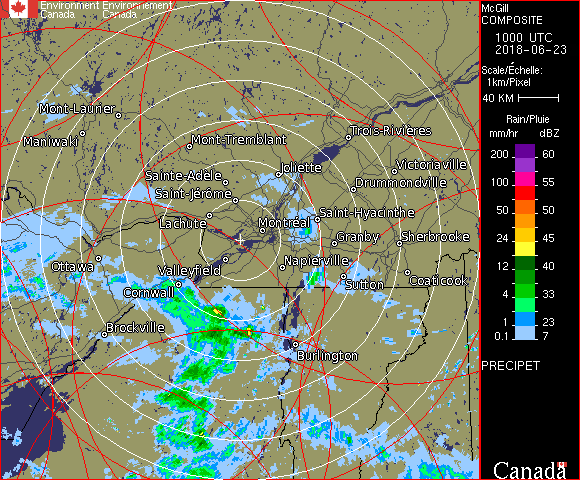 Environment Environnement
Canada Canada
McGill
COMPOSITE
1000 UTC
2018-06-23
Scale/Échelle:
1km/Pixel
40 KM
Rain/Pluie
mm/hr dBZ
200 60
100 55
50 50
24 45
12 40
4 33
1 23
0.1 7
PRECIPET
Canada
Mont-Laurier
Maniwaki
Mont-Tremblant
Trois-Rivières
Sainte-Adèle
Joliette
Victoriaville
Saint-Jérôme
Drummondville
Lachute
Saint-Hyacinthe
Montréal
Granby
Sherbrooke
Ottawa
Valleyfield
Napierville
Cornwall
Sutton
Coaticook
Brockville
Burlington